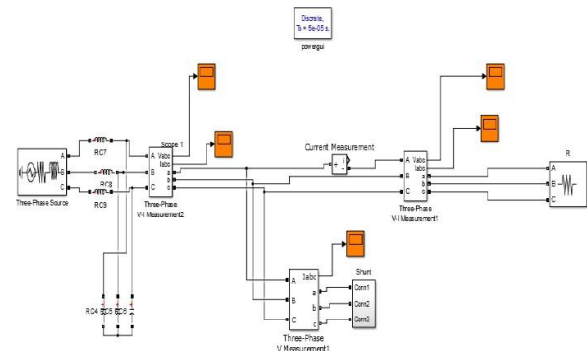 Discrete,
Ts = 5e-05 s.
powergui
RC7
Scope 1
Current Measurement
A
B
C
Three-Phase Source
RC8
RC9
A
B
C
Vabc
Iabc
a
b
c
Three-Phase
V-I Measurement2
A
B
C
Vabc
Iabc
a
b
c
Three-Phase
V-I Measurement1
R
A
B
C
+
-
i
RC4
RC5
RC6
Iabc
A
B
C
a
b
c
Three-Phase
V Measurement1
Shunt
Conn1
Conn2
Conn3